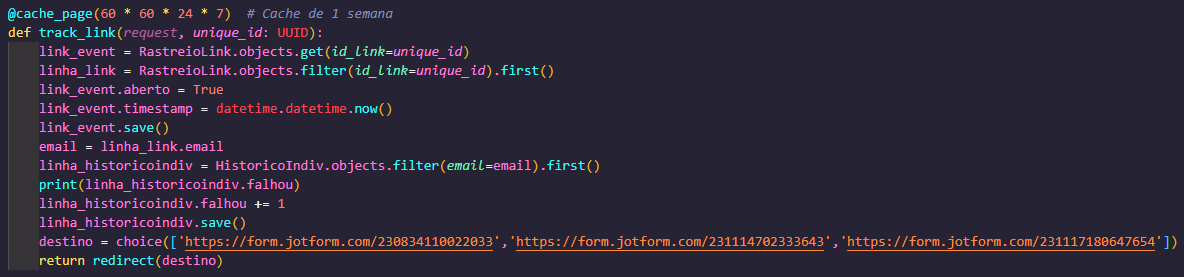 @cache_page(60 * 60 * 24 * 7)  # Cache de 1 semana
def track_link(request, unique_id: UUID):
    link_event = RastreioLink.objects.get(id_link=unique_id)
    linha_link = RastreioLink.objects.filter(id_link=unique_id).first()
    link_event.aberto = True
    link_event.timestamp = datetime.datetime.now()
    link_event.save()
    email = linha_link.email
    linha_historicoindiv = HistoricoIndiv.objects.filter(email=email).first()
    print(linha_historicoindiv.falhou)
    linha_historicoindiv.falhou += 1
    linha_historicoindiv.save()
    destino = choice(['https://form.jotform.com/230834110022033','https://form.jotform.com/231114702333643','https://form.jotform.com/231117180647654'])
    return redirect(destino)